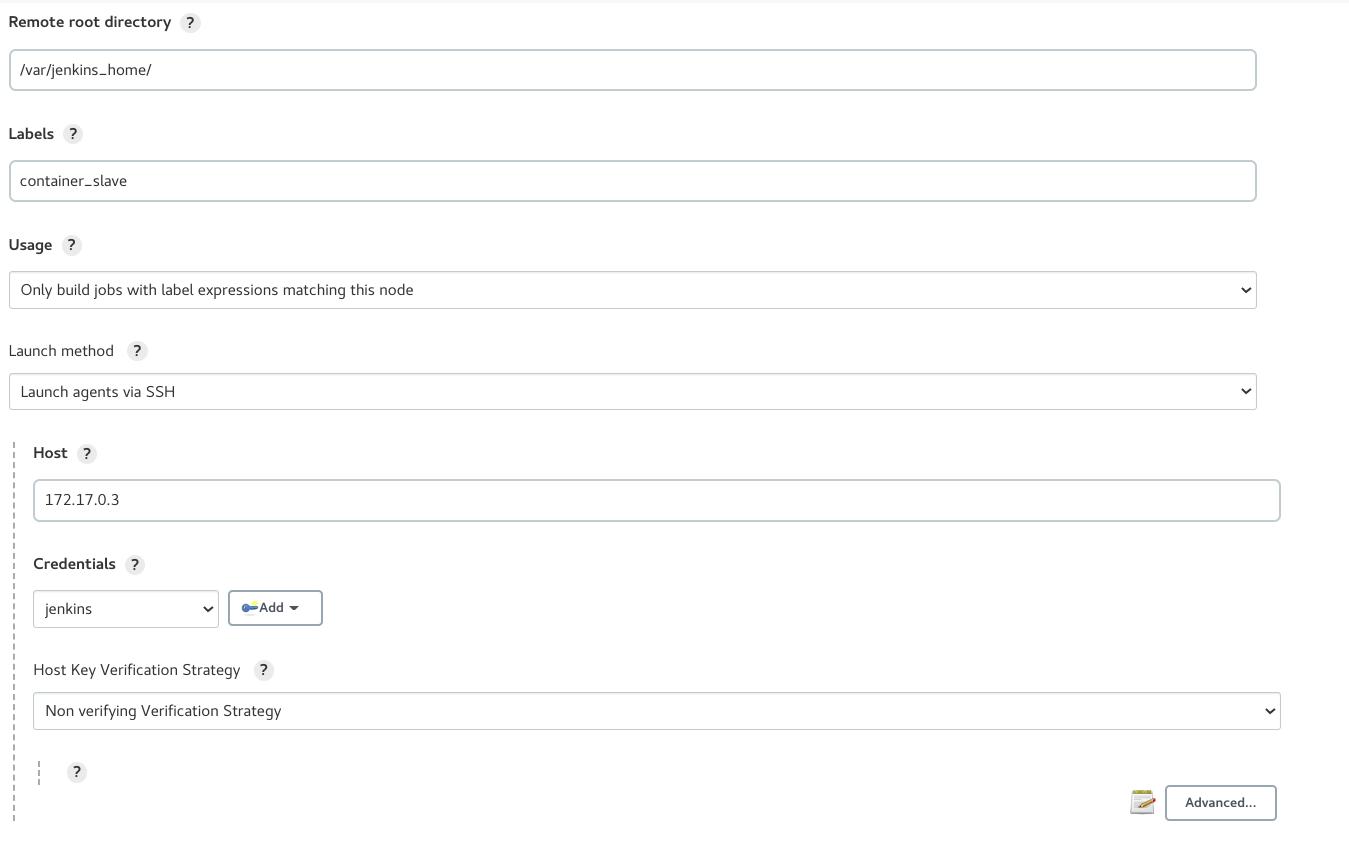 Remote root directory ?
/var/jenkins_home/
Labels ?
container_slave
Usage ?
Only build jobs with label expressions matching this node
Launch method ?
Launch agents via SSH
Host ?
172.17.0.3
Credentials ?
jenkins Add
Host Key Verification Strategy ?
Non verifying Verification Strategy
?
Advanced...